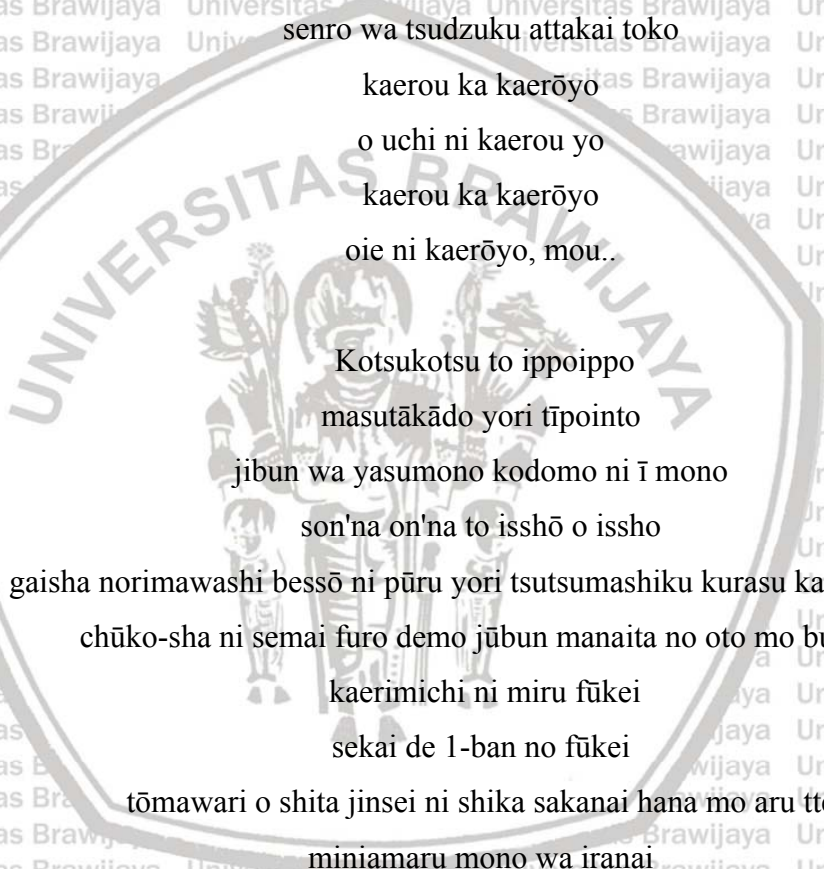 senro wa tsudzuku attakai toko
kaerou ka kaerōyo
o uchi ni kaerou yo
kaerou ka kaerōyo
oie ni kaerōyo, mou..
Kotsukotsu to ippoippo
masutākādo yori tīpointo
jibun wa yasumono kodomo ni ī mono
son'na on'na to isshō o issho
gaisha norimawashi bessō ni pūru yori tsutsumashiku kurasu
chūko-sha ni semai furo demo jūbun manaita no oto mo
kaerimichi ni miru fūkei
sekai de 1-ban no fūkei
tōmawari o shita jinsei ni shika sakanai hana mo aru
miniamaru mono wa iranai
UNIVERSITAS BRAWIJAYA